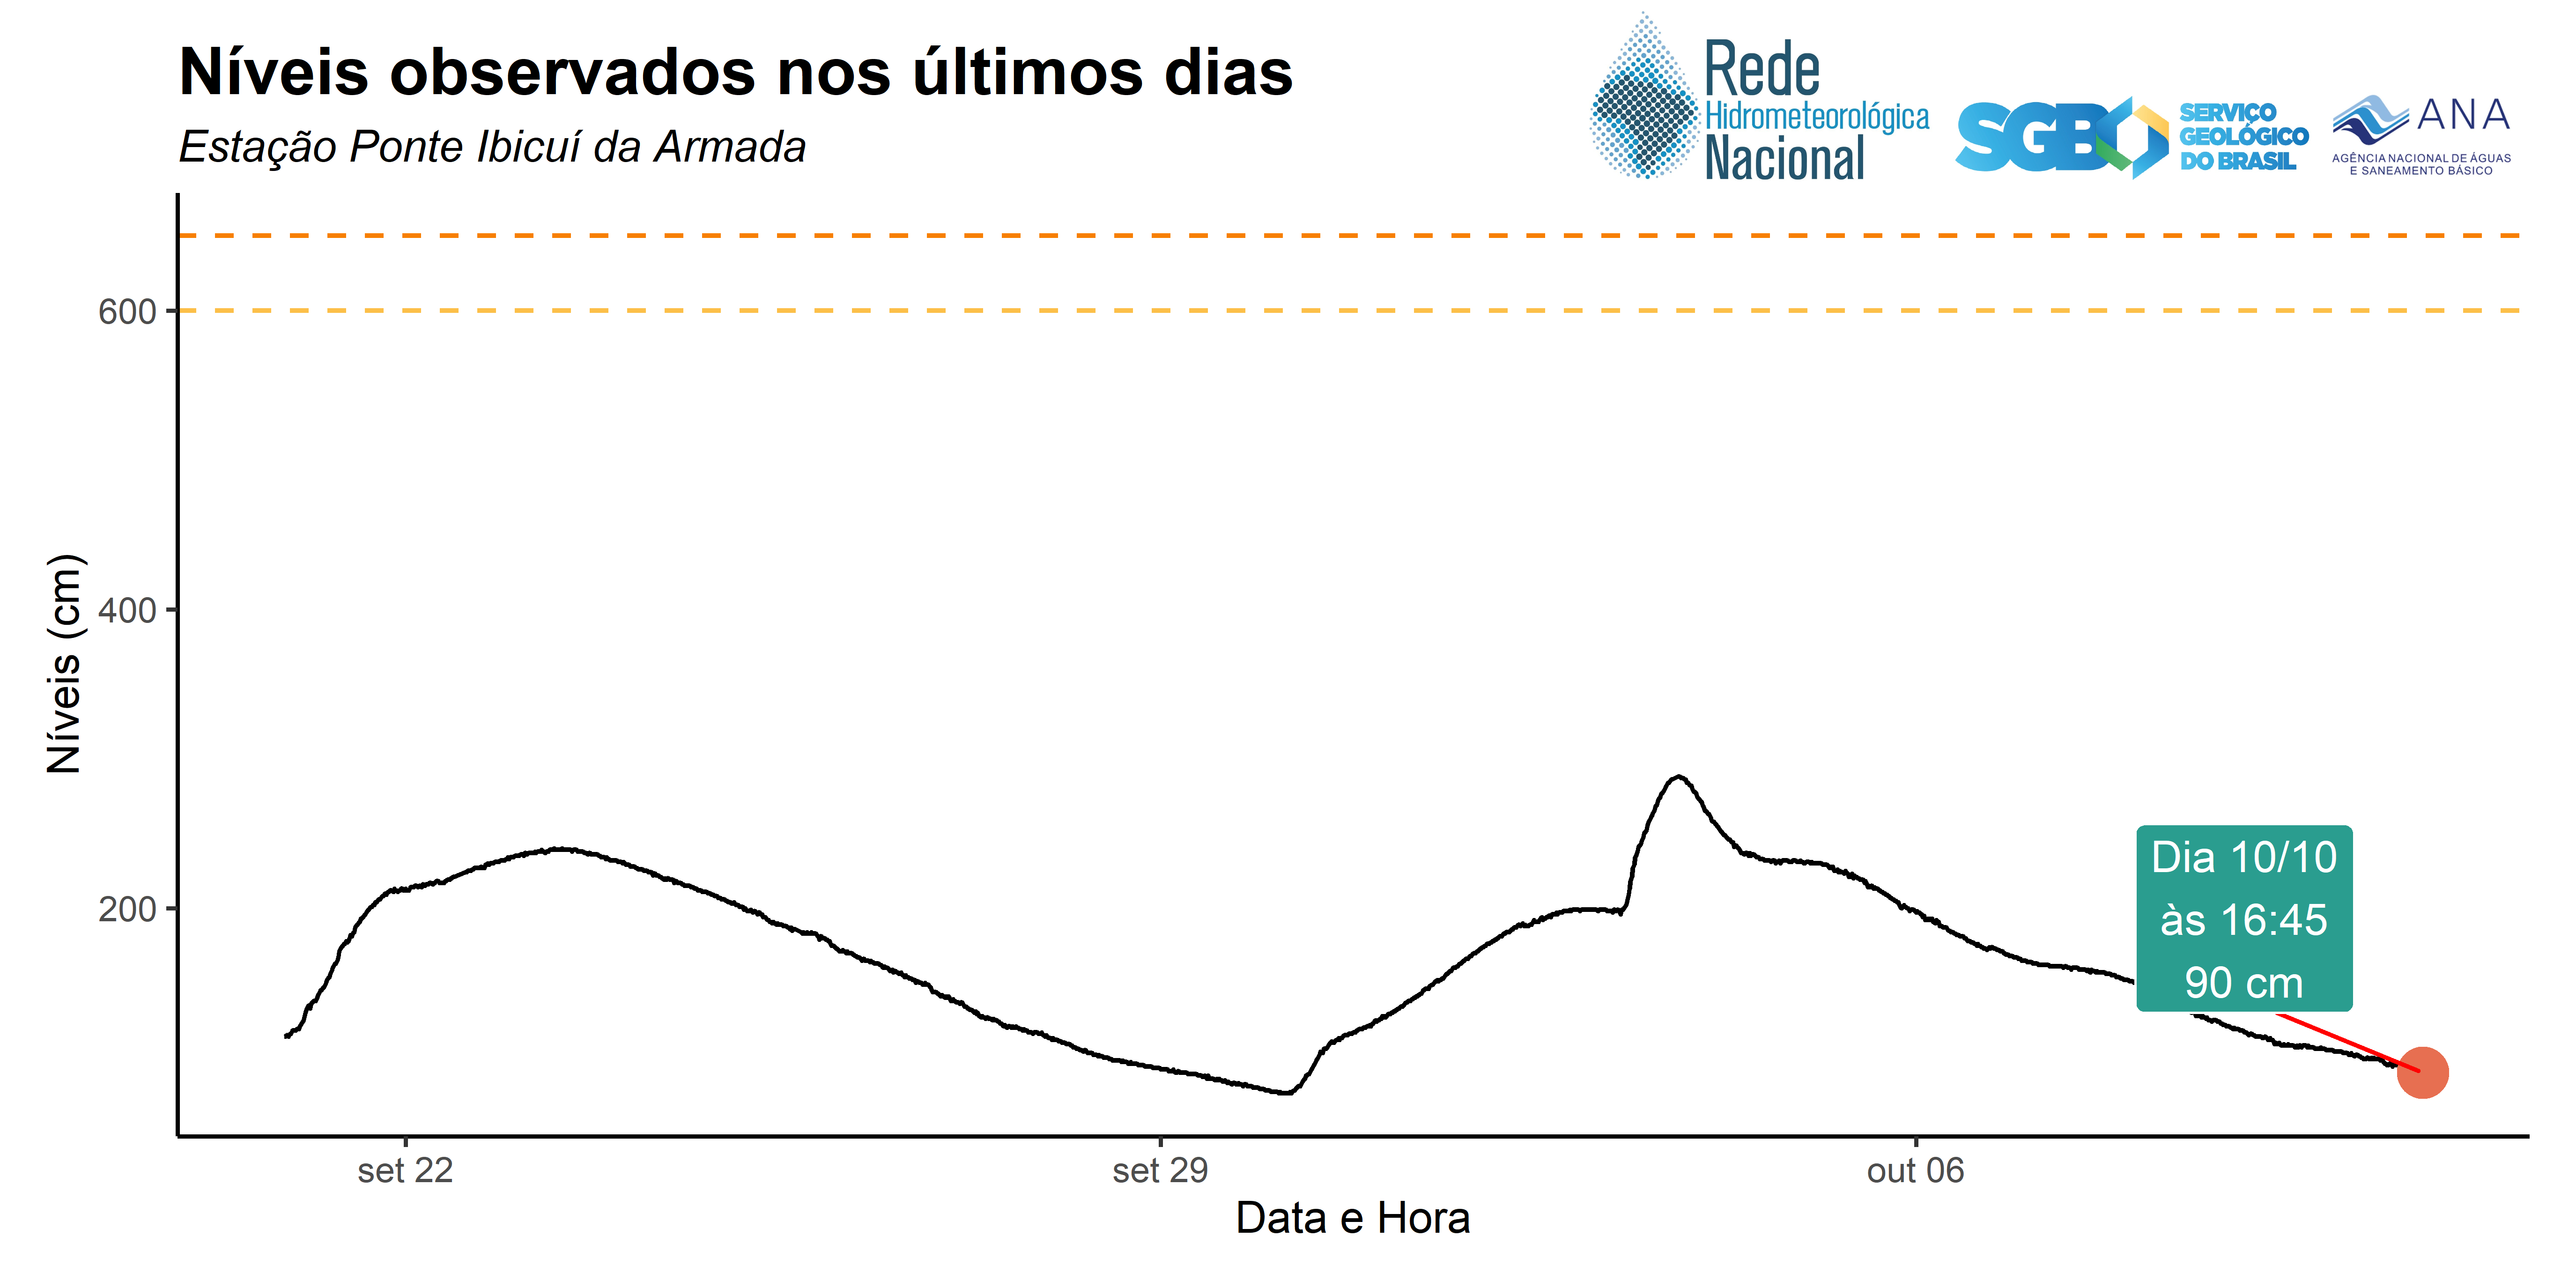 Níveis observados nos últimos dias
Estação Ponte Ibicuí da Armada
Rede
Hidrometeorológica
Nacional
SGB
SERVIÇO
GEOLÓGICO
DO BRASIL
ANA
AGÊNCIA NACIONAL DE ÁGUAS
E SANEAMENTO BÁSICO
Níveis (cm)
600
400
200
Dia 10/10
às 16:45
90 cm
set 22
set 29
out 06
Data e Hora